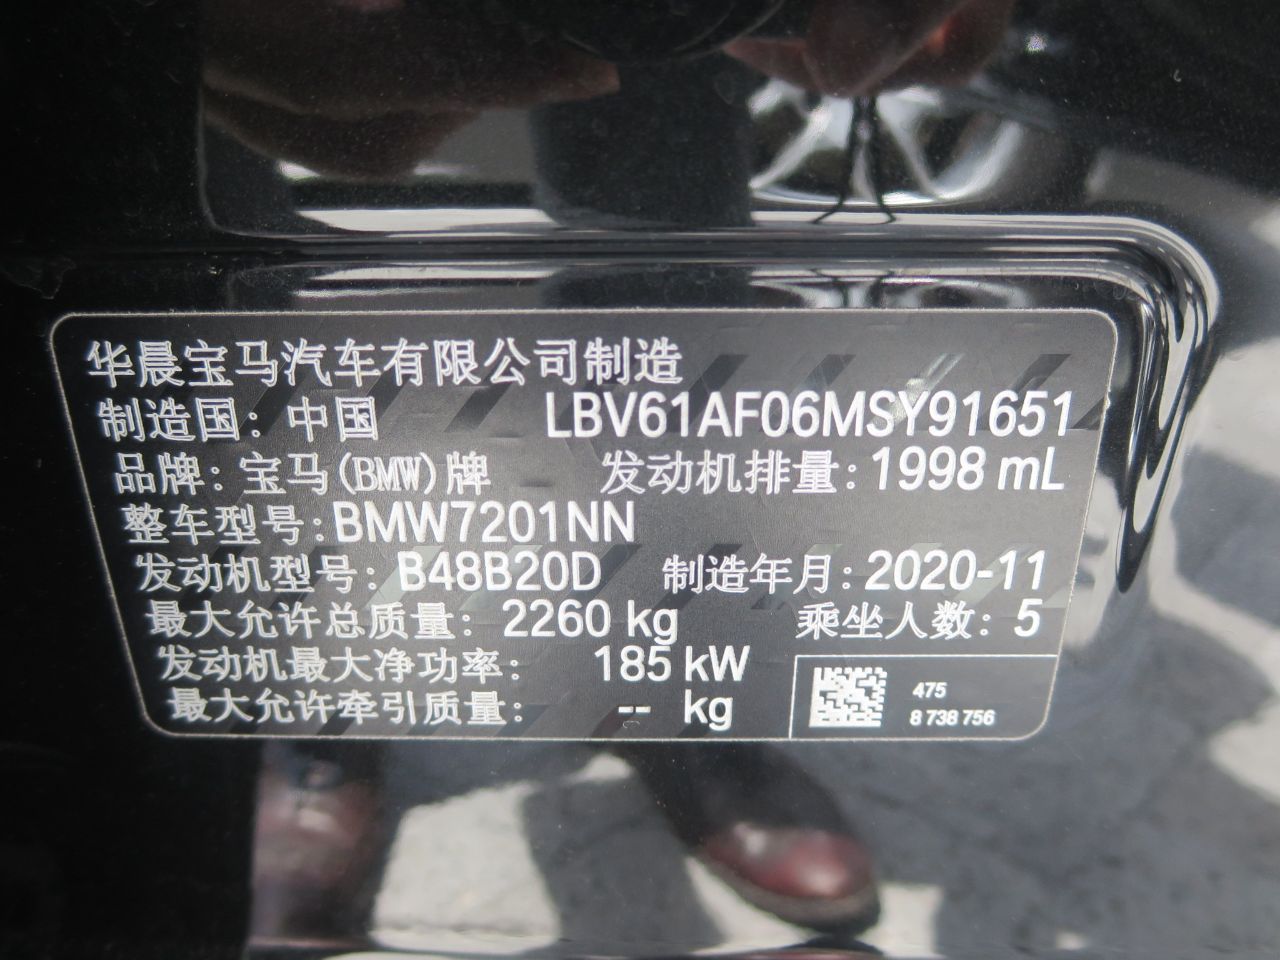 华晨宝马汽车有限公司制造
制造国：中国 LBV61AF06MSY91651
品牌：宝马(BMW)牌 发动机排量：1998 mL
整车型号：BMW7201NN
发动机型号：B48B20D 制造年月：2020-11
最大允许总质量：2260 kg 乘坐人数：5
发动机最大净功率：185 kW
最大允许牵引质量：-- kg
475
8 738 756